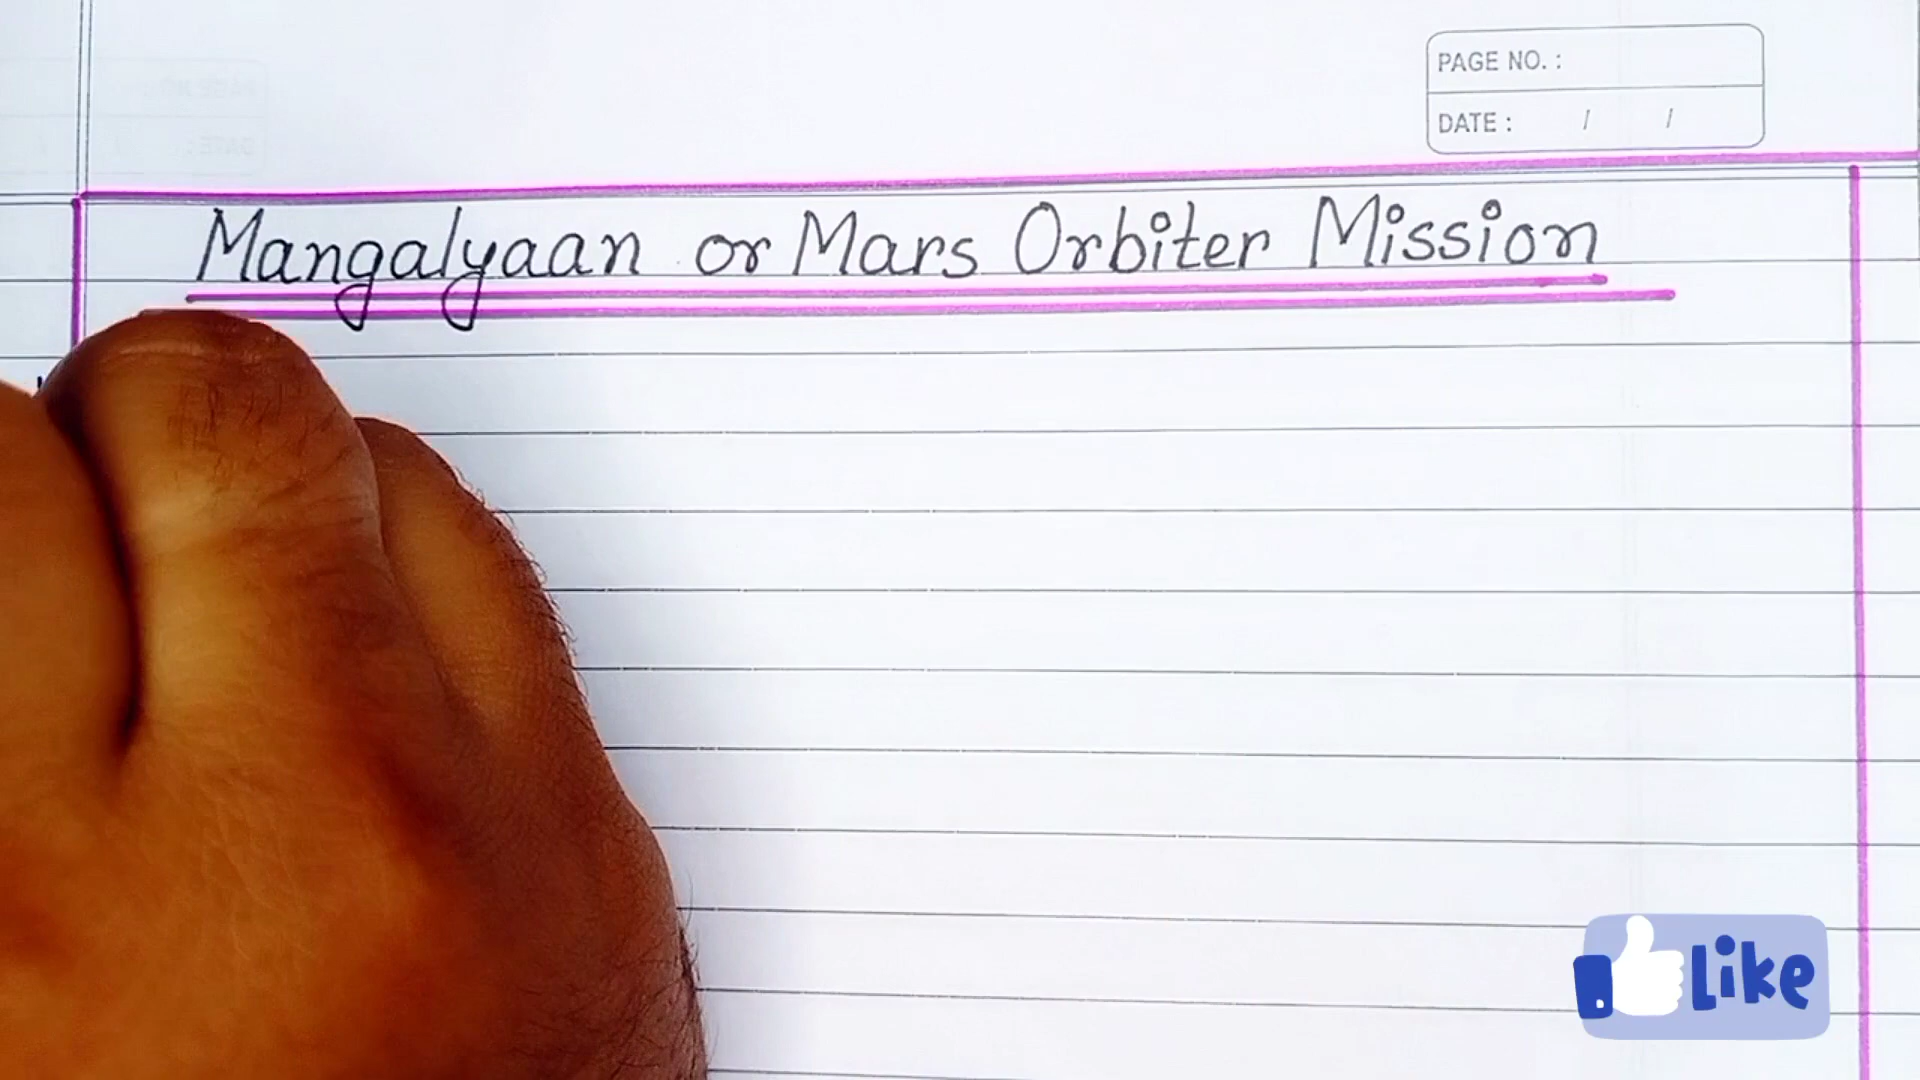 PAGE NO. :
DATE : / /
Mangalyaan or Mars Orbiter Mission
Like